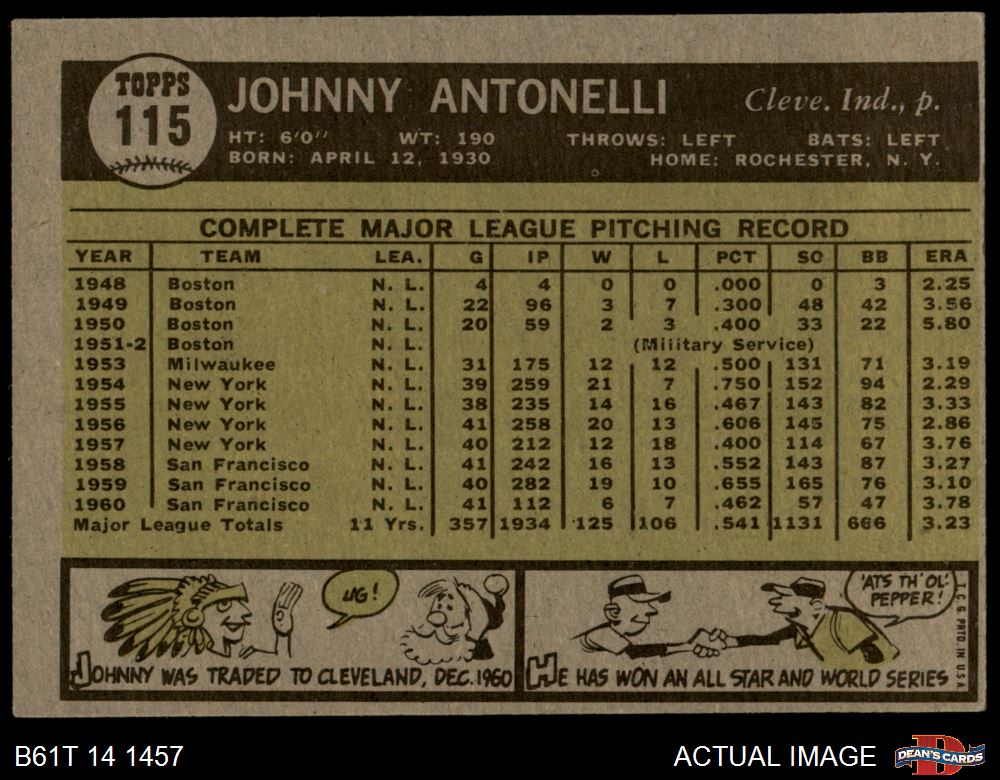 TOPPS
115
JOHNNY ANTONELLI Cleve. Ind., p.
HT: 6'0" WT: 190 THROWS: LEFT BATS: LEFT
BORN: APRIL 12, 1930 HOME: ROCHESTER, N. Y.
COMPLETE MAJOR LEAGUE PITCHING RECORD
YEAR TEAM LEA. G IP W L PCT SO BB ERA
1948 Boston N. L. 4 4 0 0 .000 0 3 2.25
1949 Boston N. L. 22 96 3 7 .300 48 42 3.56
1950 Boston N. L. 20 59 2 3 .400 33 22 5.80
1951-2 Boston N. L. (Military Service)
1953 Milwaukee N. L. 31 175 12 12 .500 131 71 3.19
1954 New York N. L. 39 259 21 7 .750 152 94 2.29
1955 New York N. L. 38 235 14 16 .467 143 82 3.33
1956 New York N. L. 41 258 20 13 .606 145 75 2.86
1957 New York N. L. 40 212 12 18 .400 114 67 3.76
1958 San Francisco N. L. 41 242 16 13 .552 143 87 3.27
1959 San Francisco N. L. 40 282 19 10 .655 165 76 3.10
1960 San Francisco N. L. 41 112 6 7 .462 57 47 3.78
Major League Totals 11 Yrs. 357 1934 125 106 .541 1131 666 3.23
UG!
JOHNNY WAS TRADED TO CLEVELAND, DEC. 1960
'ATS TH' OL'
PEPPER!
HE HAS WON AN ALL STAR AND WORLD SERIES
T.C.G. PRTD. IN U.S.A.
B61T 14 1457
ACTUAL IMAGE
DEAN'S CARDS